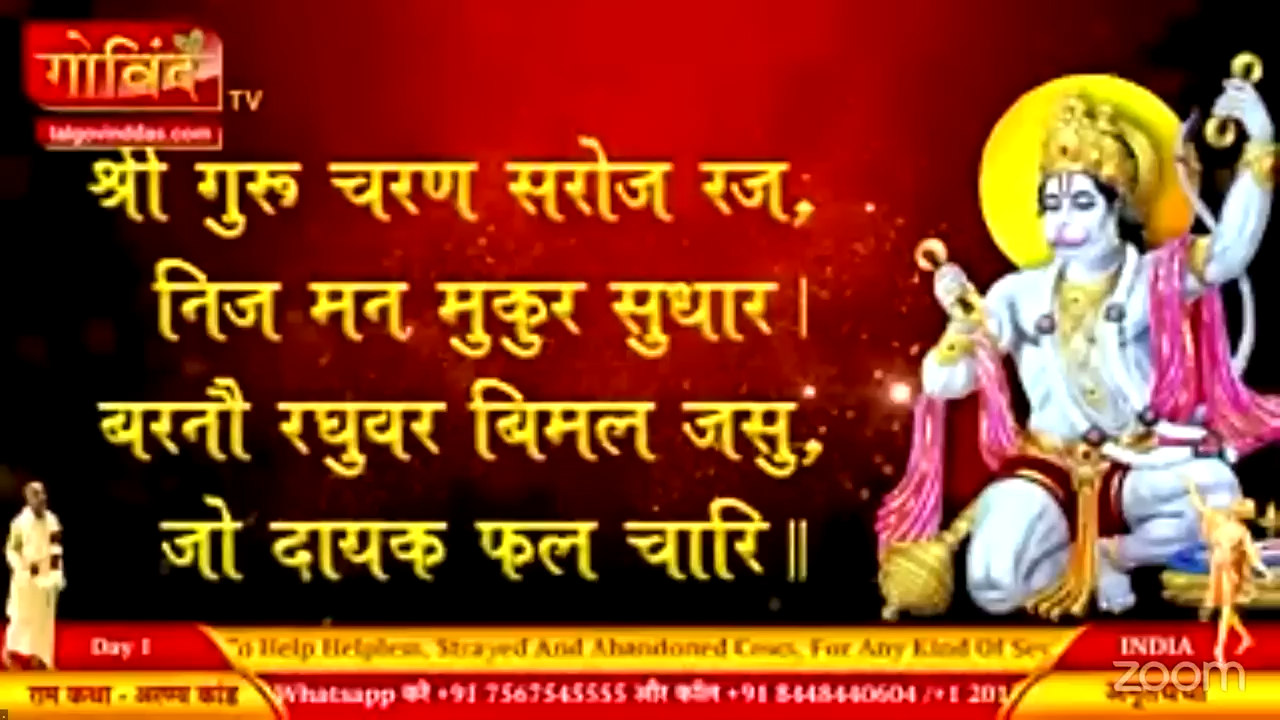 गोविंद
TV
lalgovinddas.com
श्री गुरू चरण सरोज रज,
निज मन मुकुर सुधार|
बरनौ रघुवर बिमल जसु,
जो दायक फल चारि||
Day 1
To Help Helpless, Strayed And Abandoned Cows, For Any Kind Of Sec
INDIA
राम कथा - अरण्य कांड
Whatsapp करे +91 7567545555 और कॉल +91 8448440604 /+1 201
zoom